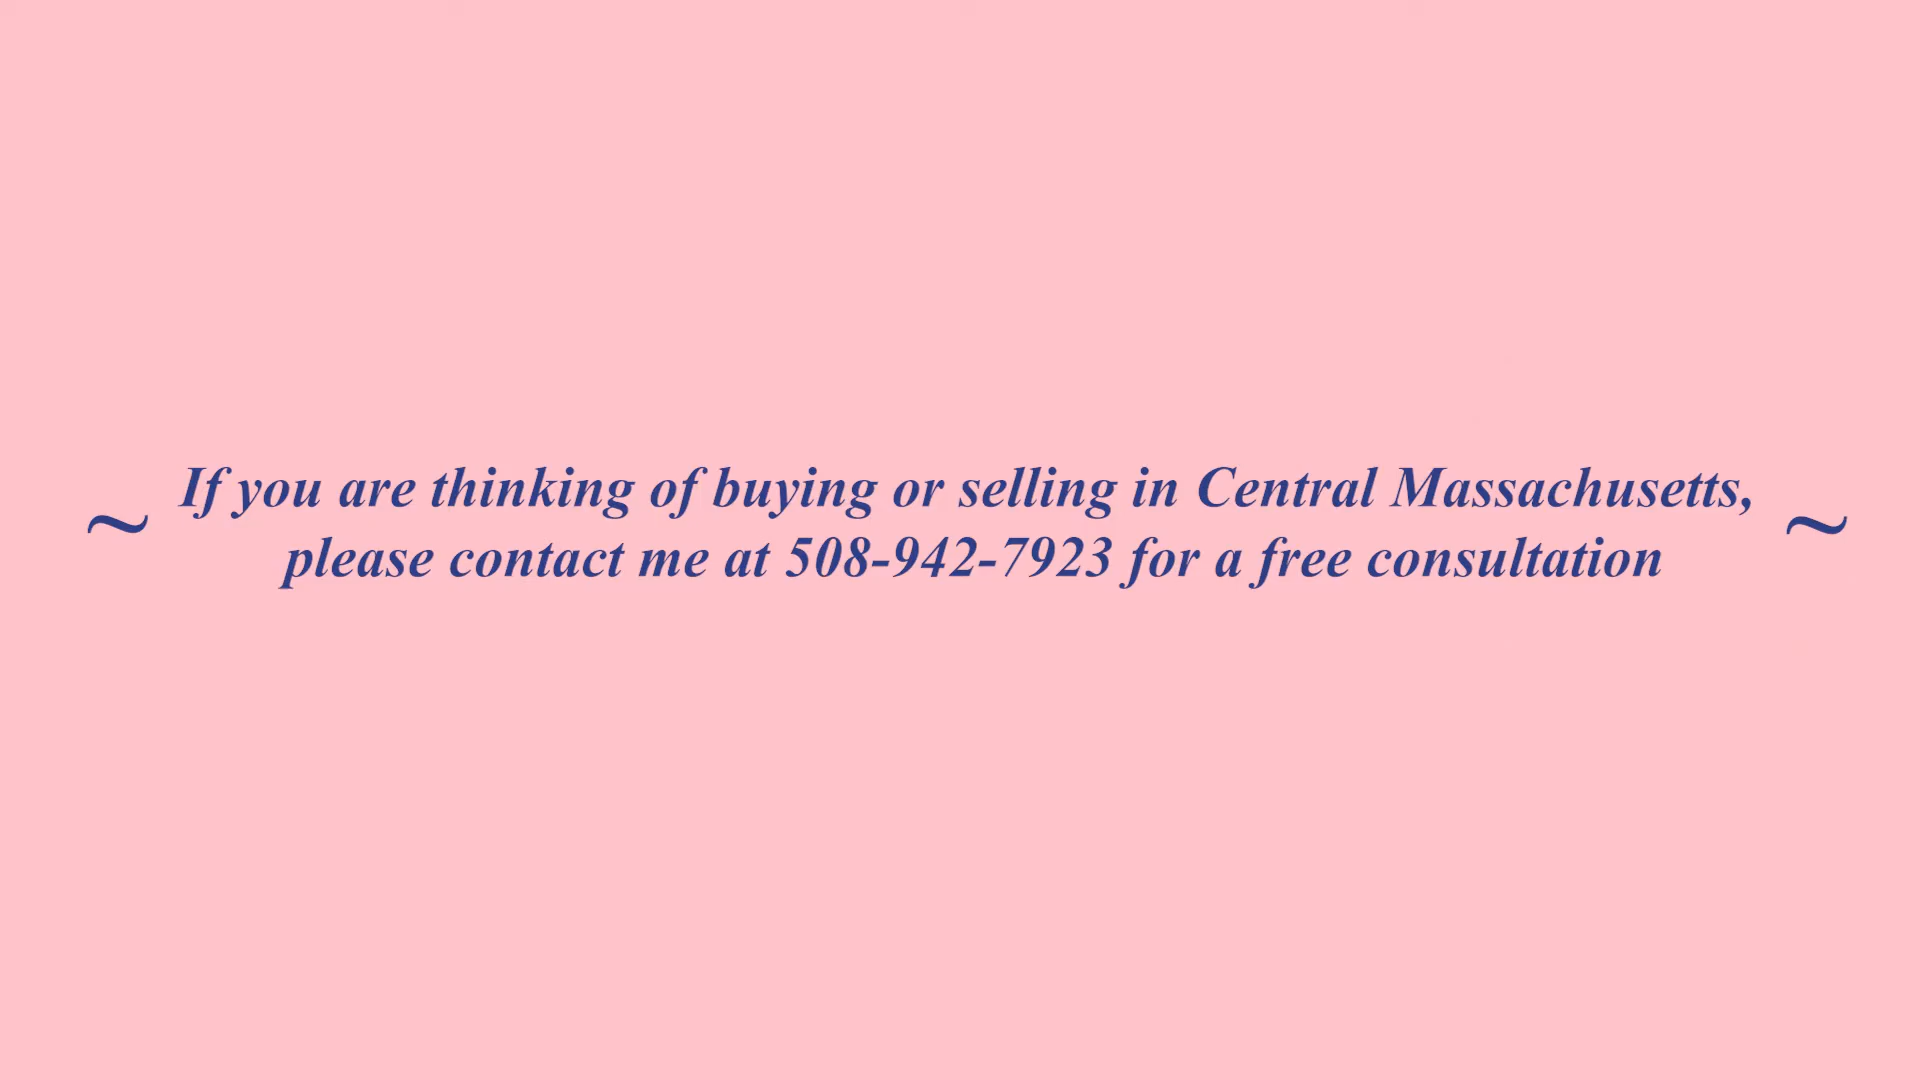 If you are thinking of buying or selling in Central Massachusetts,
~ please contact me at 508-942-7923 for a free consultation ~